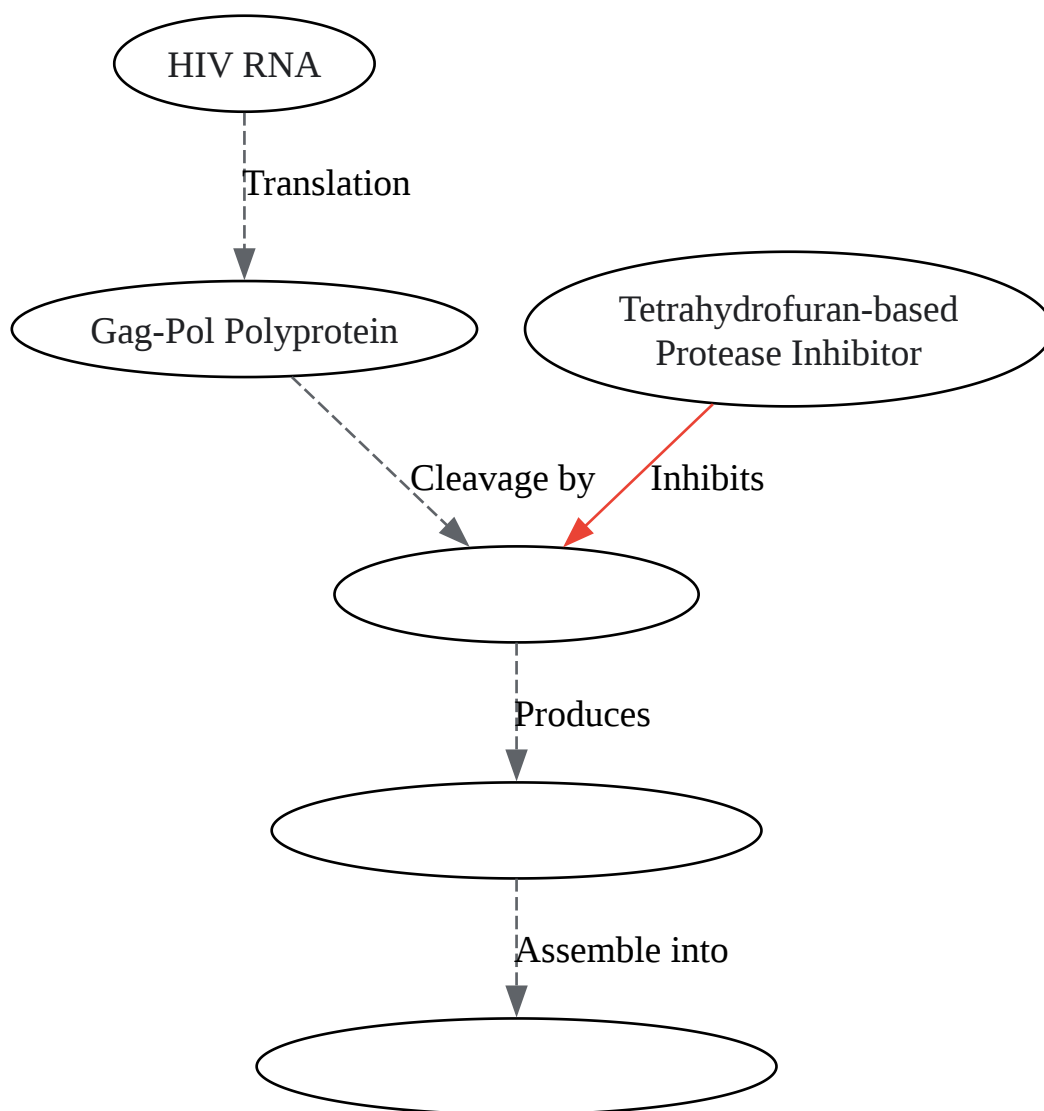 HIV RNA
Translation
Gag-Pol Polyprotein
Tetrahydrofuran-based
Protease Inhibitor
Cleavage by
Inhibits
Produces
Assemble into